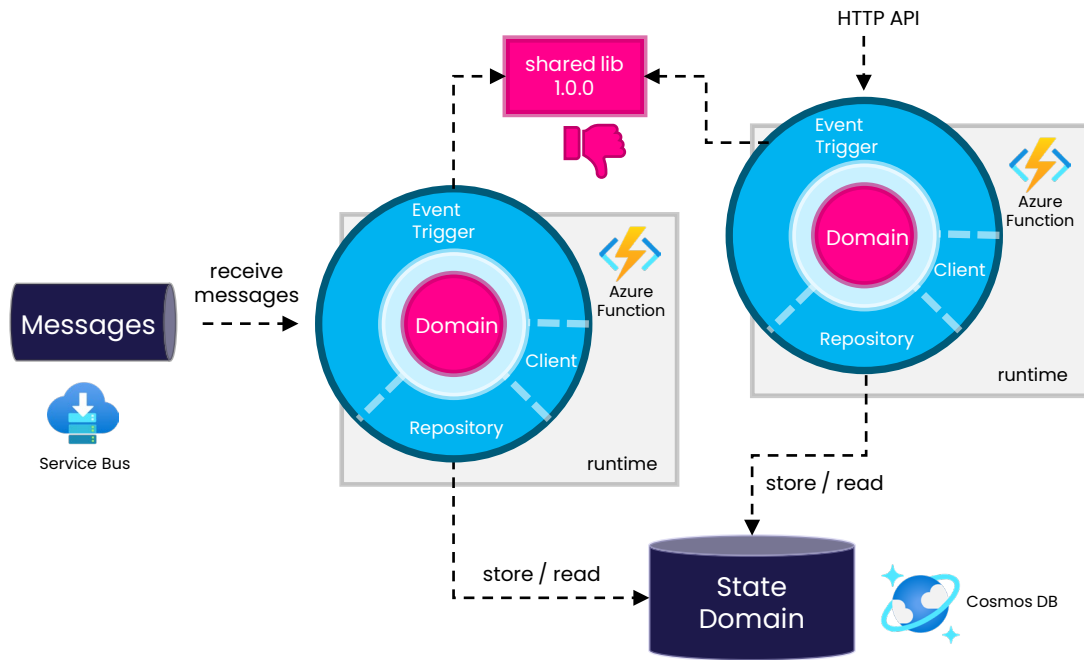 HTTP API
shared lib
1.0.0
Event
Trigger
Azure
Function
Domain
Client
Repository
runtime
Event
Trigger
Azure
Function
receive
messages
Messages
Domain
Client
Repository
runtime
Service Bus
store / read
store / read
State
Domain
Cosmos DB